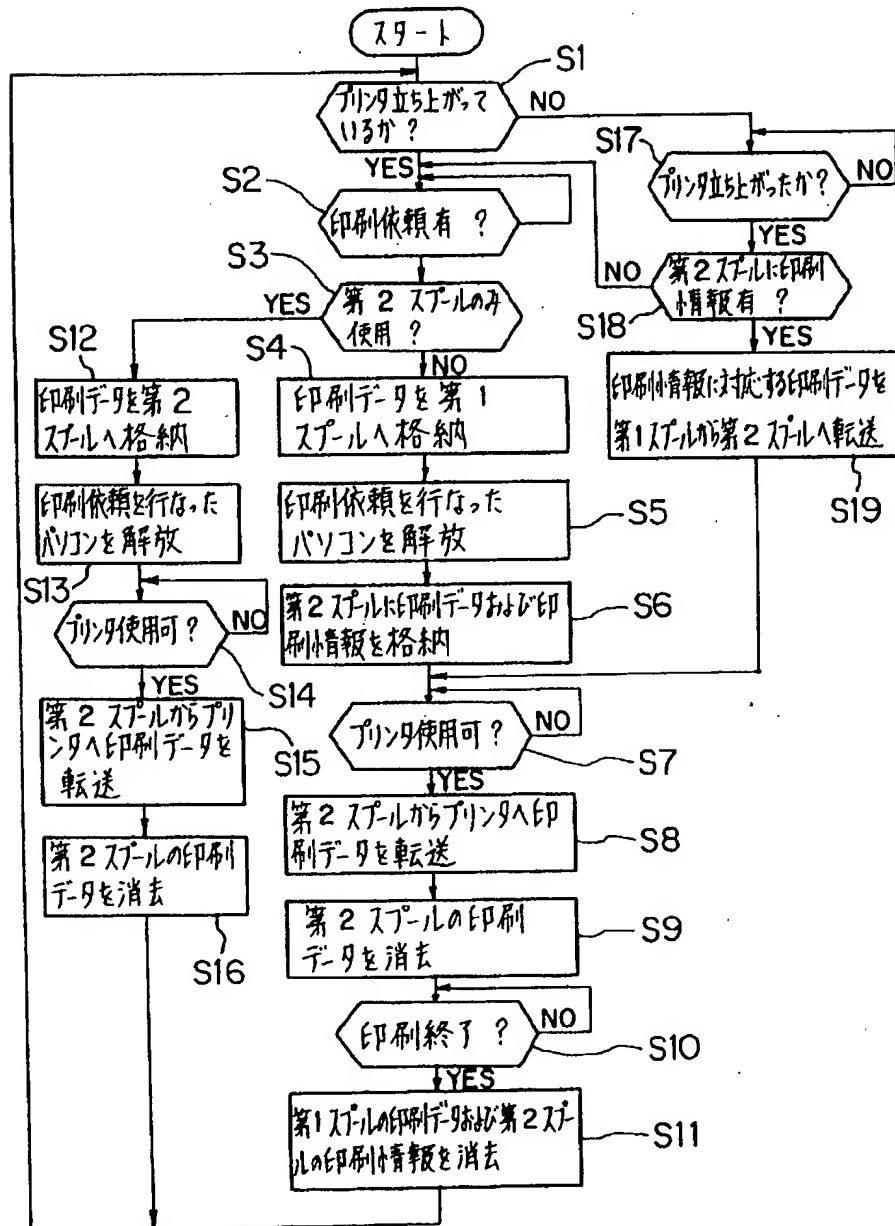 スタート
S1
プリンタ立ち上がって
いるか？
NO
YES
S17
プリンタ立ち上がったか？
NO
YES
S2
印刷依頼有 ？
S3
第２スプールのみ
使用 ？
YES
NO
第２スプールに印刷
情報有 ？
NO
S18
YES
S12
印刷データを第２
スプールへ格納
S4
印刷データを第１
スプールへ格納
印刷情報に対応する印刷データを
第１スプールから第２スプールへ転送
S19
印刷依頼を行なった
パソコンを解放
S13
印刷依頼を行なった
パソコンを解放
S5
第２スプールに印刷データおよび印
刷情報を格納
S6
プリンタ使用可？
NO
S14
YES
プリンタ使用可？
NO
S7
YES
第２スプールからプリ
ンタへ印刷データを
転送
S15
第２スプールからプリンタへ印
刷データを転送
S8
第２スプールの印刷
データを消去
S16
第２スプールの印刷
データを消去
S9
印刷終了 ？
NO
S10
YES
第１スプールの印刷データおよび第２スプ
ールの印刷情報を消去
S11